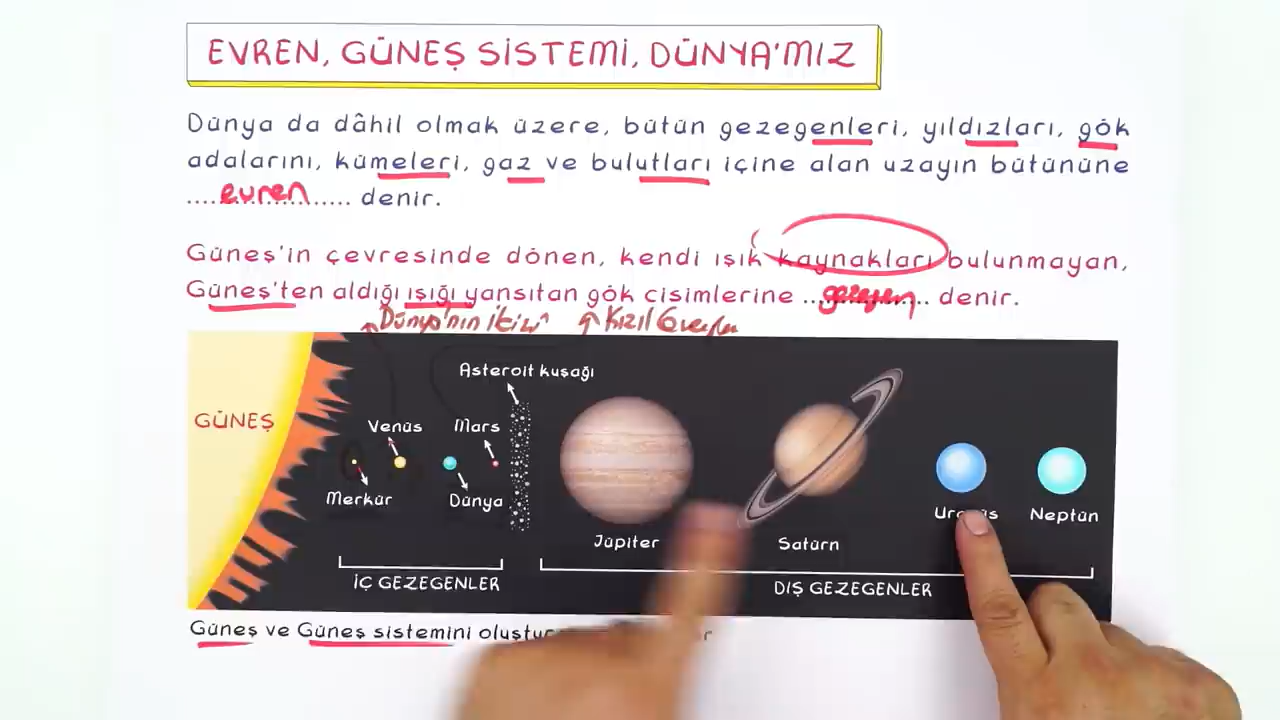 EVREN, GÜNEŞ SİSTEMİ, DÜNYA'MIZ
Dünya da dâhil olmak üzere, bütün gezegenleri, yıldızları, gök
adalarını, kümeleri, gaz ve bulutları içine alan uzayın bütününe
....evren.... denir.
Güneş'in çevresinde dönen, kendi ışık kaynakları bulunmayan,
Güneş'ten aldığı ışığı yansıtan gök cisimlerine ....gezegen.... denir.
Dünya'nın İkizi Kızıl Gezegen
Asteroit kuşağı
GÜNEŞ
Venüs Mars
Merkür Dünya
Uranüs Neptün
Jüpiter Satürn
İÇ GEZEGENLER DIŞ GEZEGENLER
Güneş ve Güneş sistemini